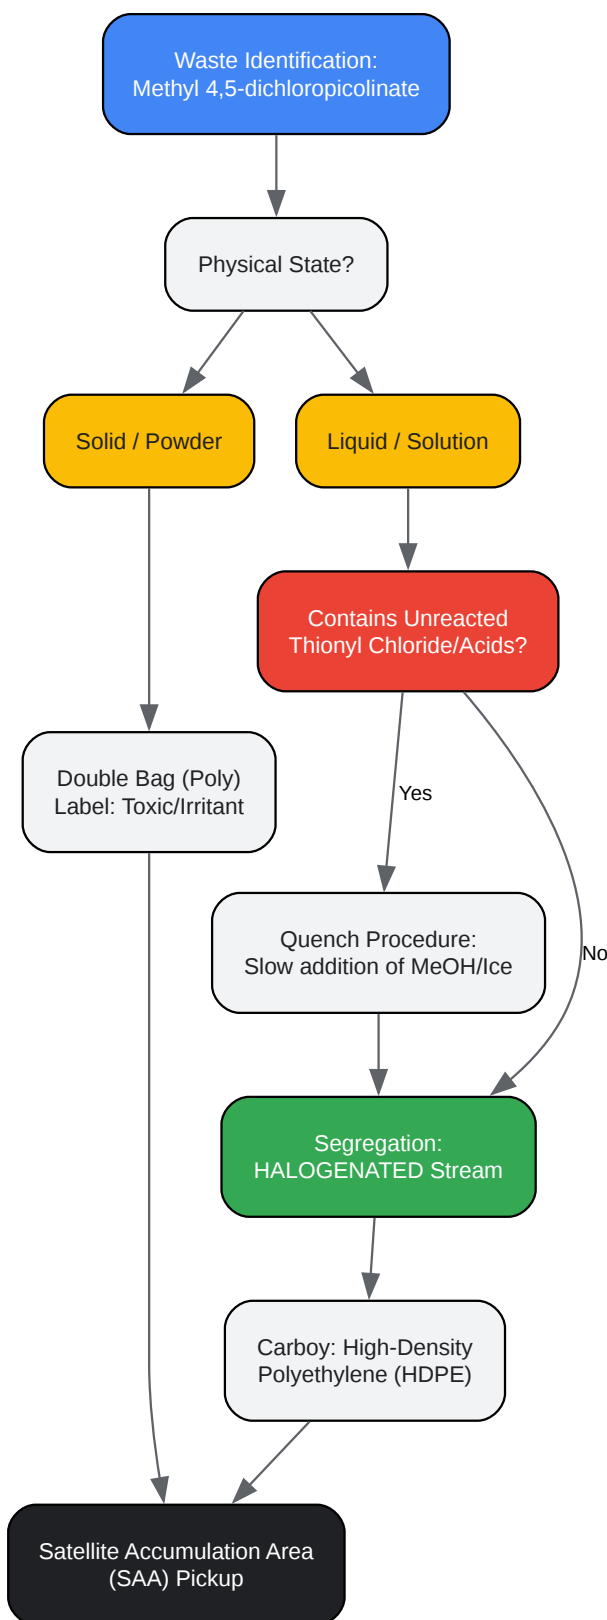 Waste Identification:
Methyl 4,5-dichloropicolinate
Physical State?
Solid / Powder
Liquid / Solution
Contains Unreacted
Thionyl Chloride/Acids?
Double Bag (Poly)
Label: Toxic/Irritant
Yes
Quench Procedure:
Slow addition of MeOH/Ice
No
Segregation:
HALOGENATED Stream
Carboy: High-Density
Polyethylene (HDPE)
Satellite Accumulation Area
(SAA) Pickup